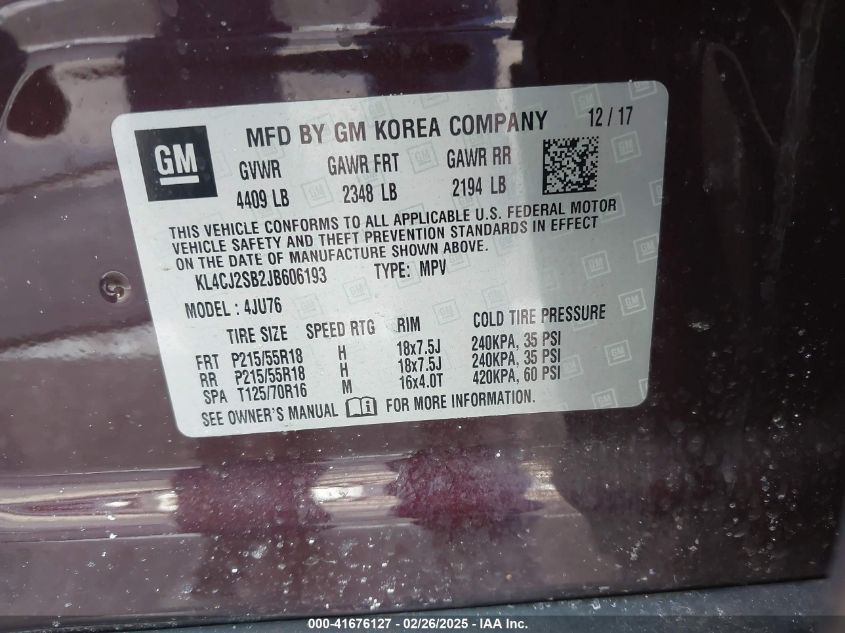 GM
MFD BY GM KOREA COMPANY 12 / 17
GVWR GAWR FRT GAWR RR
4409 LB 2348 LB 2194 LB
THIS VEHICLE CONFORMS TO ALL APPLICABLE U.S. FEDERAL MOTOR
VEHICLE SAFETY AND THEFT PREVENTION STANDARDS IN EFFECT
ON THE DATE OF MANUFACTURE SHOWN ABOVE.
KL4CJ2SB2JB606193 TYPE: MPV
MODEL : 4JU76
TIRE SIZE SPEED RTG RIM COLD TIRE PRESSURE
FRT P215/55R18 H 18x7.5J 240KPA, 35 PSI
RR P215/55R18 H 18x7.5J 240KPA, 35 PSI
SPA T125/70R16 M 16x4.0T 420KPA, 60 PSI
SEE OWNER'S MANUAL FOR MORE INFORMATION.
000-41676127 - 02/26/2025 - IAA Inc.